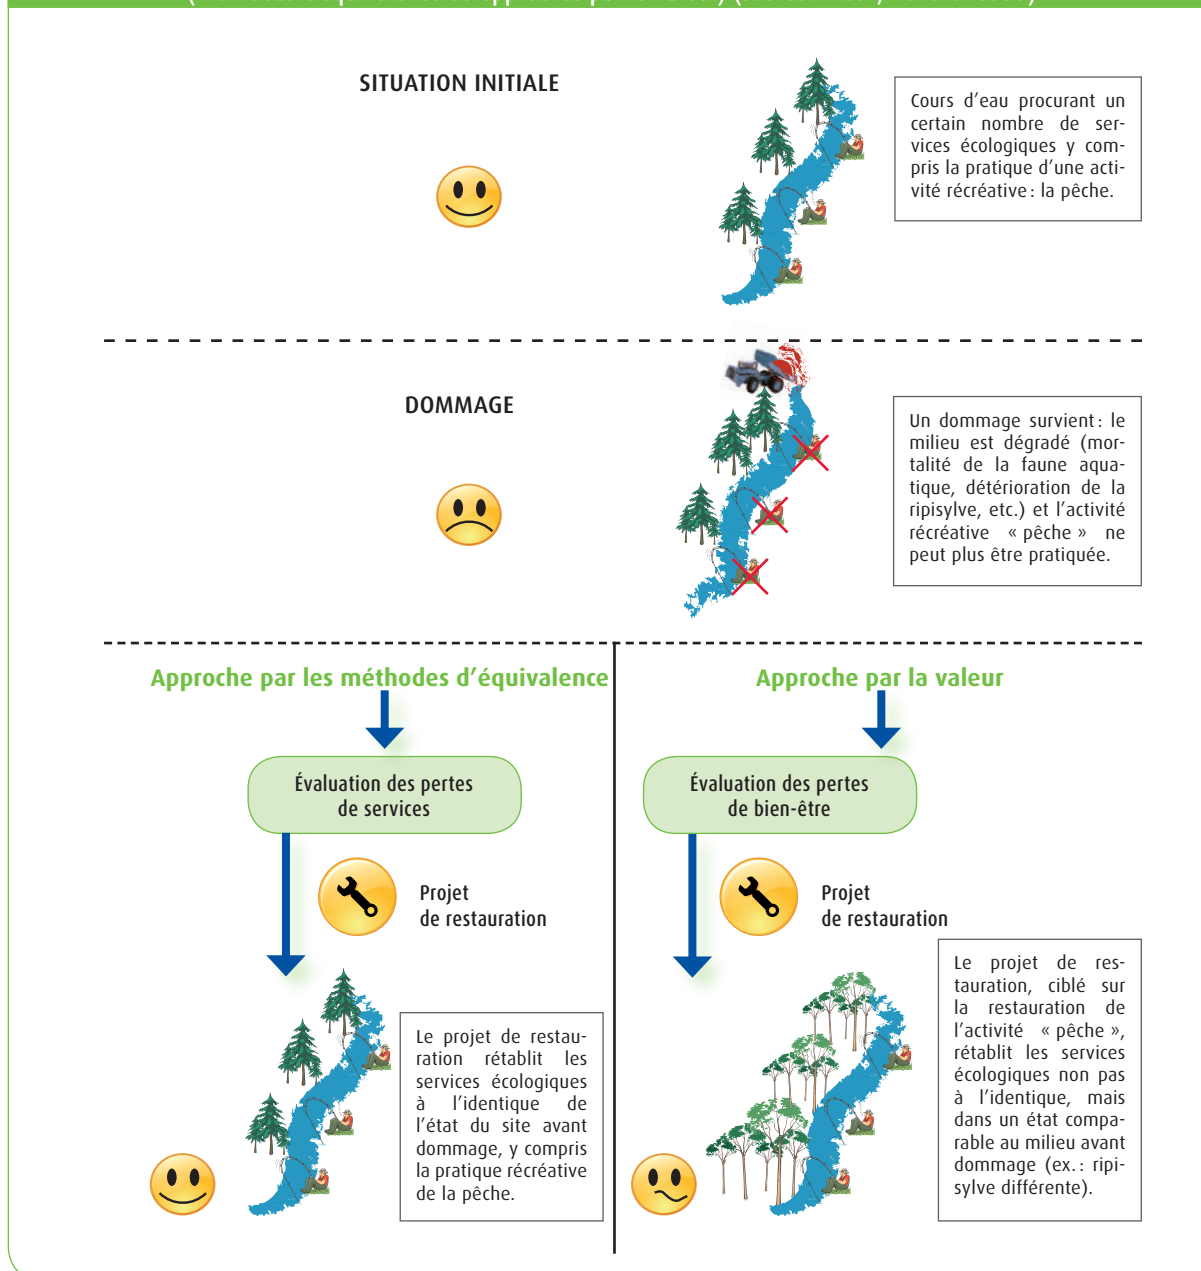 SITUATION INITIALE
Cours d'eau procurant un
certain nombre de ser-
vices écologiques y com-
pris la pratique d'une acti-
vité récréative : la pêche.
DOMMAGE
Un dommage survient : le
milieu est dégradé (mor-
talité de la faune aqua-
tique, détérioration de la
ripisylve, etc.) et l'activité
récréative « pêche » ne
peut plus être pratiquée.
Approche par les méthodes d'équivalence
Évaluation des pertes
de services
Projet
de restauration
Le projet de restau-
ration rétablit les
services écologiques
à l'identique de
l'état du site avant
dommage, y compris
la pratique récréative
de la pêche.
Approche par la valeur
Évaluation des pertes
de bien-être
Projet
de restauration
Le projet de res-
tauration, ciblé sur
la restauration de
l'activité « pêche »,
rétablit les services
écologiques non pas
à l'identique, mais
dans un état compa-
rable au milieu avant
dommage (ex. : ripi-
sylve différente).